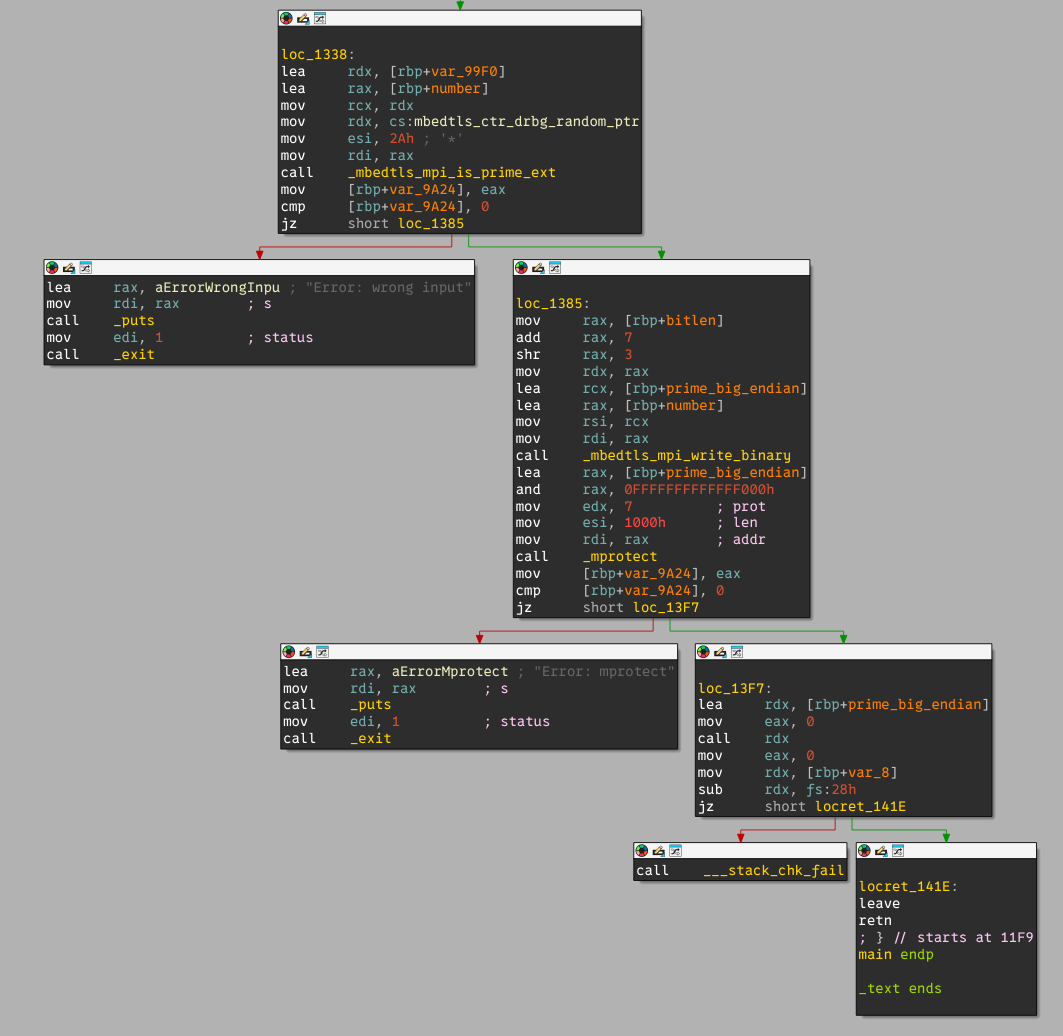 loc_1338:
lea rdx, [rbp+var_99F0]
lea rax, [rbp+number]
mov rcx, rdx
mov rdx, cs:mbedtls_ctr_drbg_random_ptr
mov esi, 2Ah ; '*'
mov rdi, rax
call _mbedtls_mpi_is_prime_ext
mov [rbp+var_9A24], eax
cmp [rbp+var_9A24], 0
jz short loc_1385
lea rax, aErrorWrongInpu ; "Error: wrong input"
mov rdi, rax ; s
call _puts
mov edi, 1 ; status
call _exit
loc_1385:
mov rax, [rbp+bitlen]
add rax, 7
shr rax, 3
mov rdx, rax
lea rcx, [rbp+prime_big_endian]
lea rax, [rbp+number]
mov rsi, rcx
mov rdi, rax
call _mbedtls_mpi_write_binary
lea rax, [rbp+prime_big_endian]
and rax, 0FFFFFFFFFFFFF000h
mov edx, 7 ; prot
mov esi, 1000h ; len
mov rdi, rax ; addr
call _mprotect
mov [rbp+var_9A24], eax
cmp [rbp+var_9A24], 0
jz short loc_13F7
lea rax, aErrorMprotect ; "Error: mprotect"
mov rdi, rax ; s
call _puts
mov edi, 1 ; status
call _exit
loc_13F7:
lea rdx, [rbp+prime_big_endian]
mov eax, 0
call rdx
mov eax, 0
mov rdx, [rbp+var_8]
sub rdx, fs:28h
jz short locret_141E
call ___stack_chk_fail
locret_141E:
leave
retn
; } // starts at 11F9
main endp
_text ends